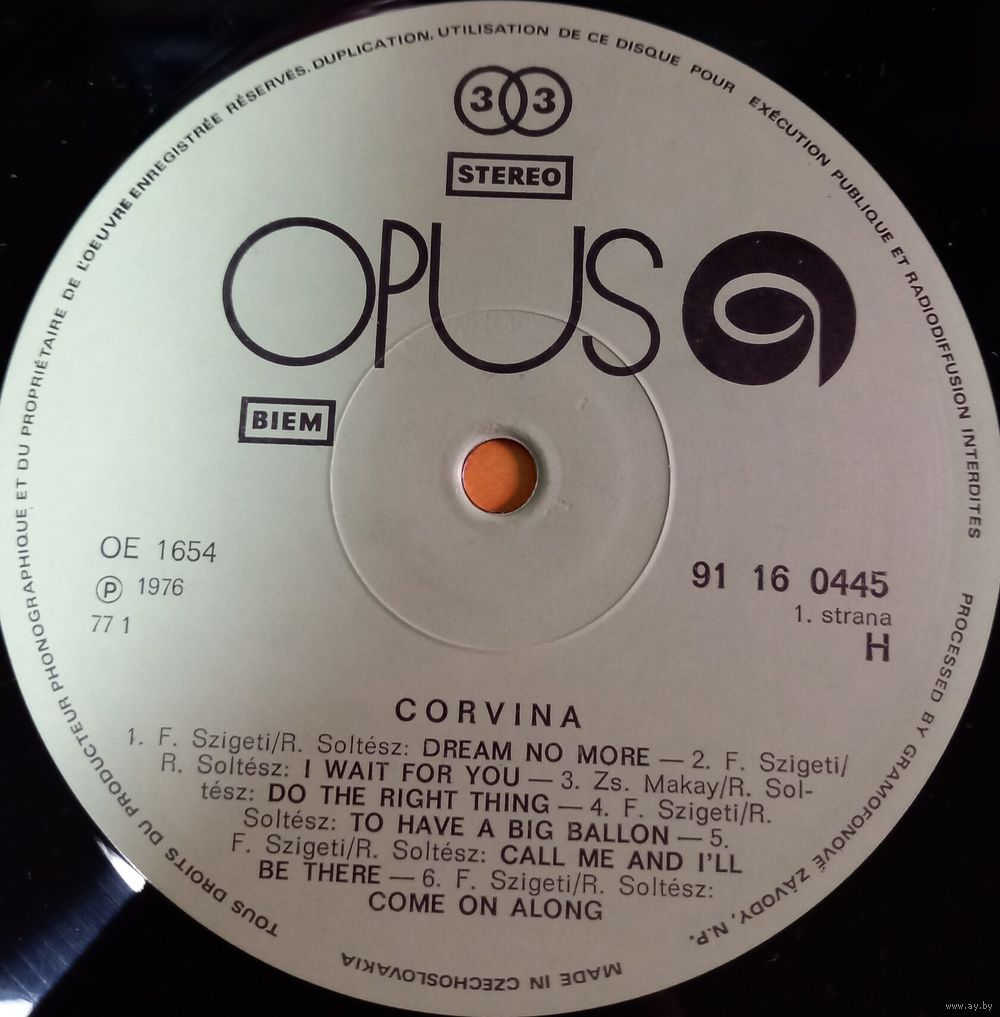 TOUS DROITS DU PRODUCTEUR PHONOGRAPHIQUE ET DU PROPRIÉTAIRE DE L'OEUVRE ENREGISTRÉE RÉSERVÉS. DUPLICATION, UTILISATION DE CE DISQUE POUR EXÉCUTION PUBLIQUE ET RADIODIFFUSION INTERDITES
33
STEREO
OPUS
BIEM
OE 1654
Ⓟ 1976
77 1
91 16 0445
1. strana
H
CORVINA
1. F. Szigeti/R. Soltész: DREAM NO MORE — 2. F. Szigeti/
R. Soltész: I WAIT FOR YOU — 3. Zs. Makay/R. Sol-
tész: DO THE RIGHT THING — 4. F. Szigeti/R.
Soltész: TO HAVE A BIG BALLON — 5.
F. Szigeti/R. Soltész: CALL ME AND I'LL
BE THERE — 6. F. Szigeti/R. Soltész:
COME ON ALONG
PROCESSED BY GRAMOFONOVÉ ZÁVODY, N.P.
MADE IN CZECHOSLOVAKIA
www.ay.by